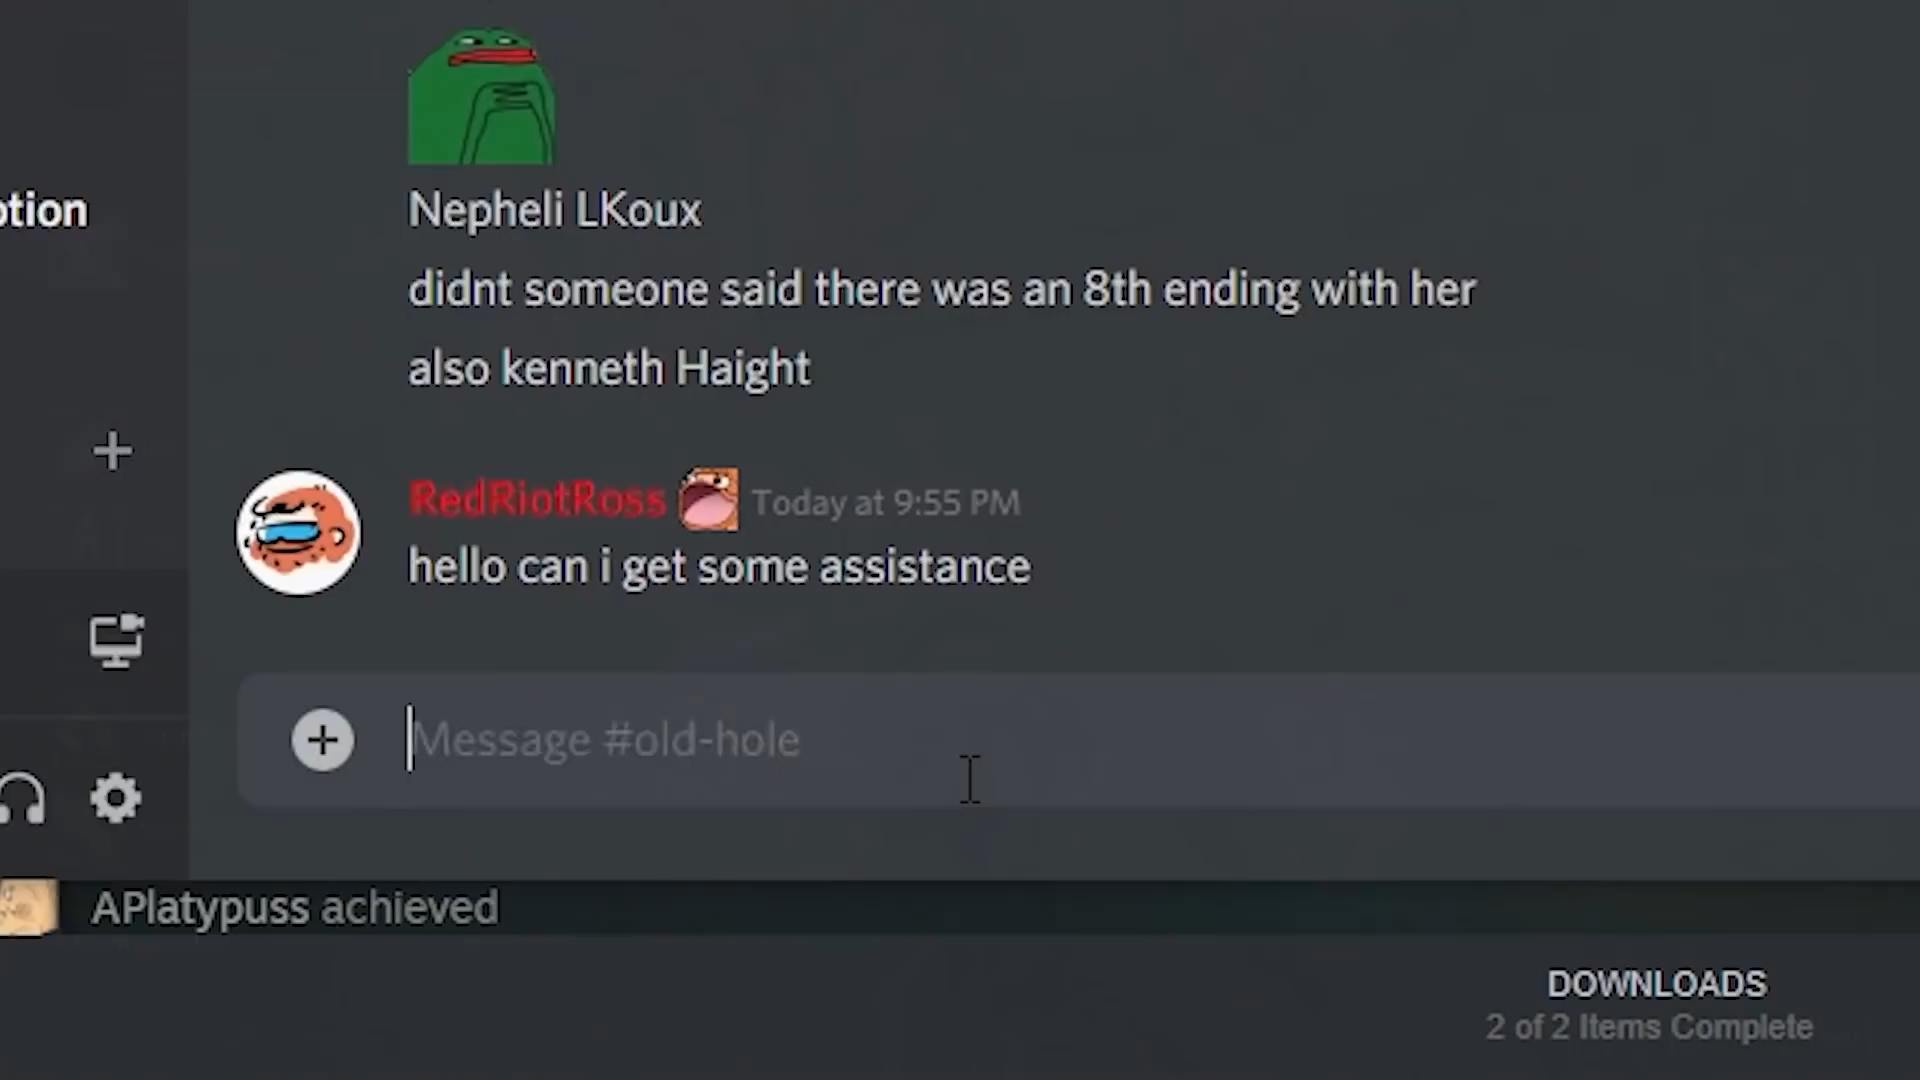 otion
Nepheli LKoux
didnt someone said there was an 8th ending with her
also kenneth Haight
RedRiotRoss Today at 9:55 PM
hello can i get some assistance
Message #old-hole
APlatypuss achieved
DOWNLOADS
2 of 2 Items Complete